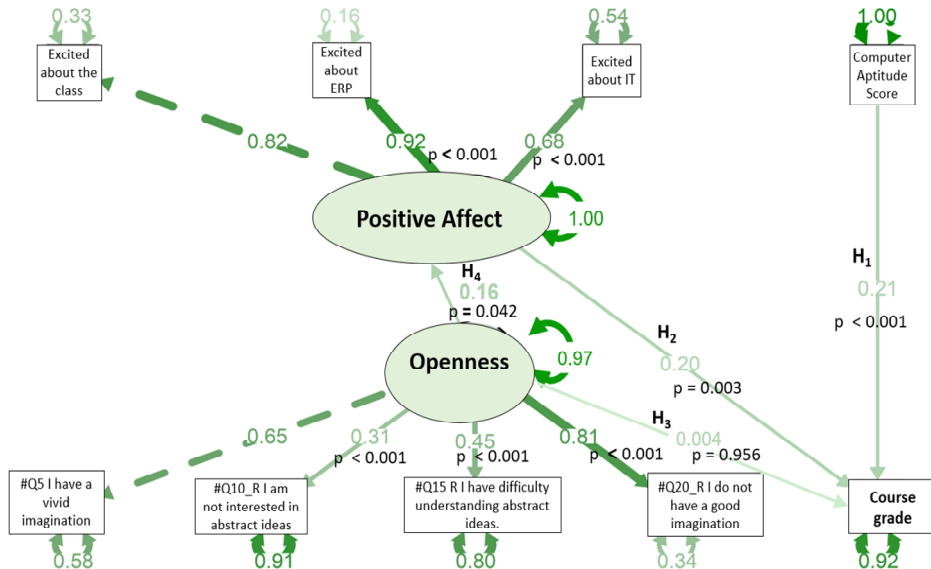 0.33
0.16
0.54
1.00
Excited
about the
class
Excited
about
ERP
Excited
about IT
Computer
Aptitude
Score
0.82
0.92
p < 0.001
0.68
p < 0.001
Positive Affect
1.00
H4
0.16
p = 0.042
H1
0.21
p < 0.001
Openness
0.97
H2
0.20
p = 0.003
H3
0.004
p = 0.956
0.65
0.31
p < 0.001
0.45
p < 0.001
0.81
p < 0.001
#Q5 I have a
vivid
imagination
#Q10_R I am
not interested in
abstract ideas
#Q15 R I have difficulty
understanding abstract
ideas.
#Q20_R I do not
have a good
imagination
Course
grade
0.58
0.91
0.80
0.34
0.92